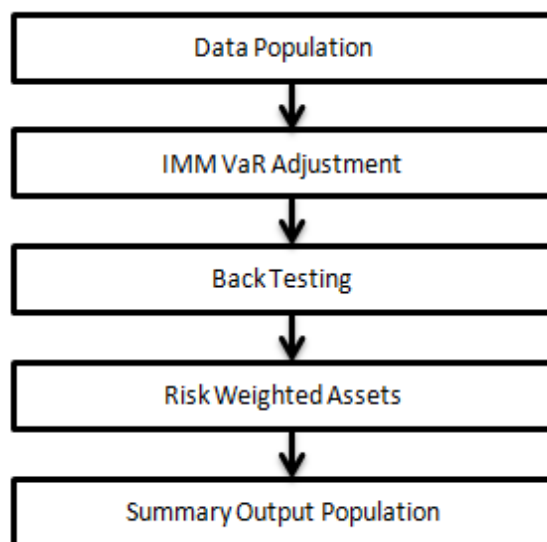 Data Population
IMM VaR Adjustment
Back Testing
Risk Weighted Assets
Summary Output Population